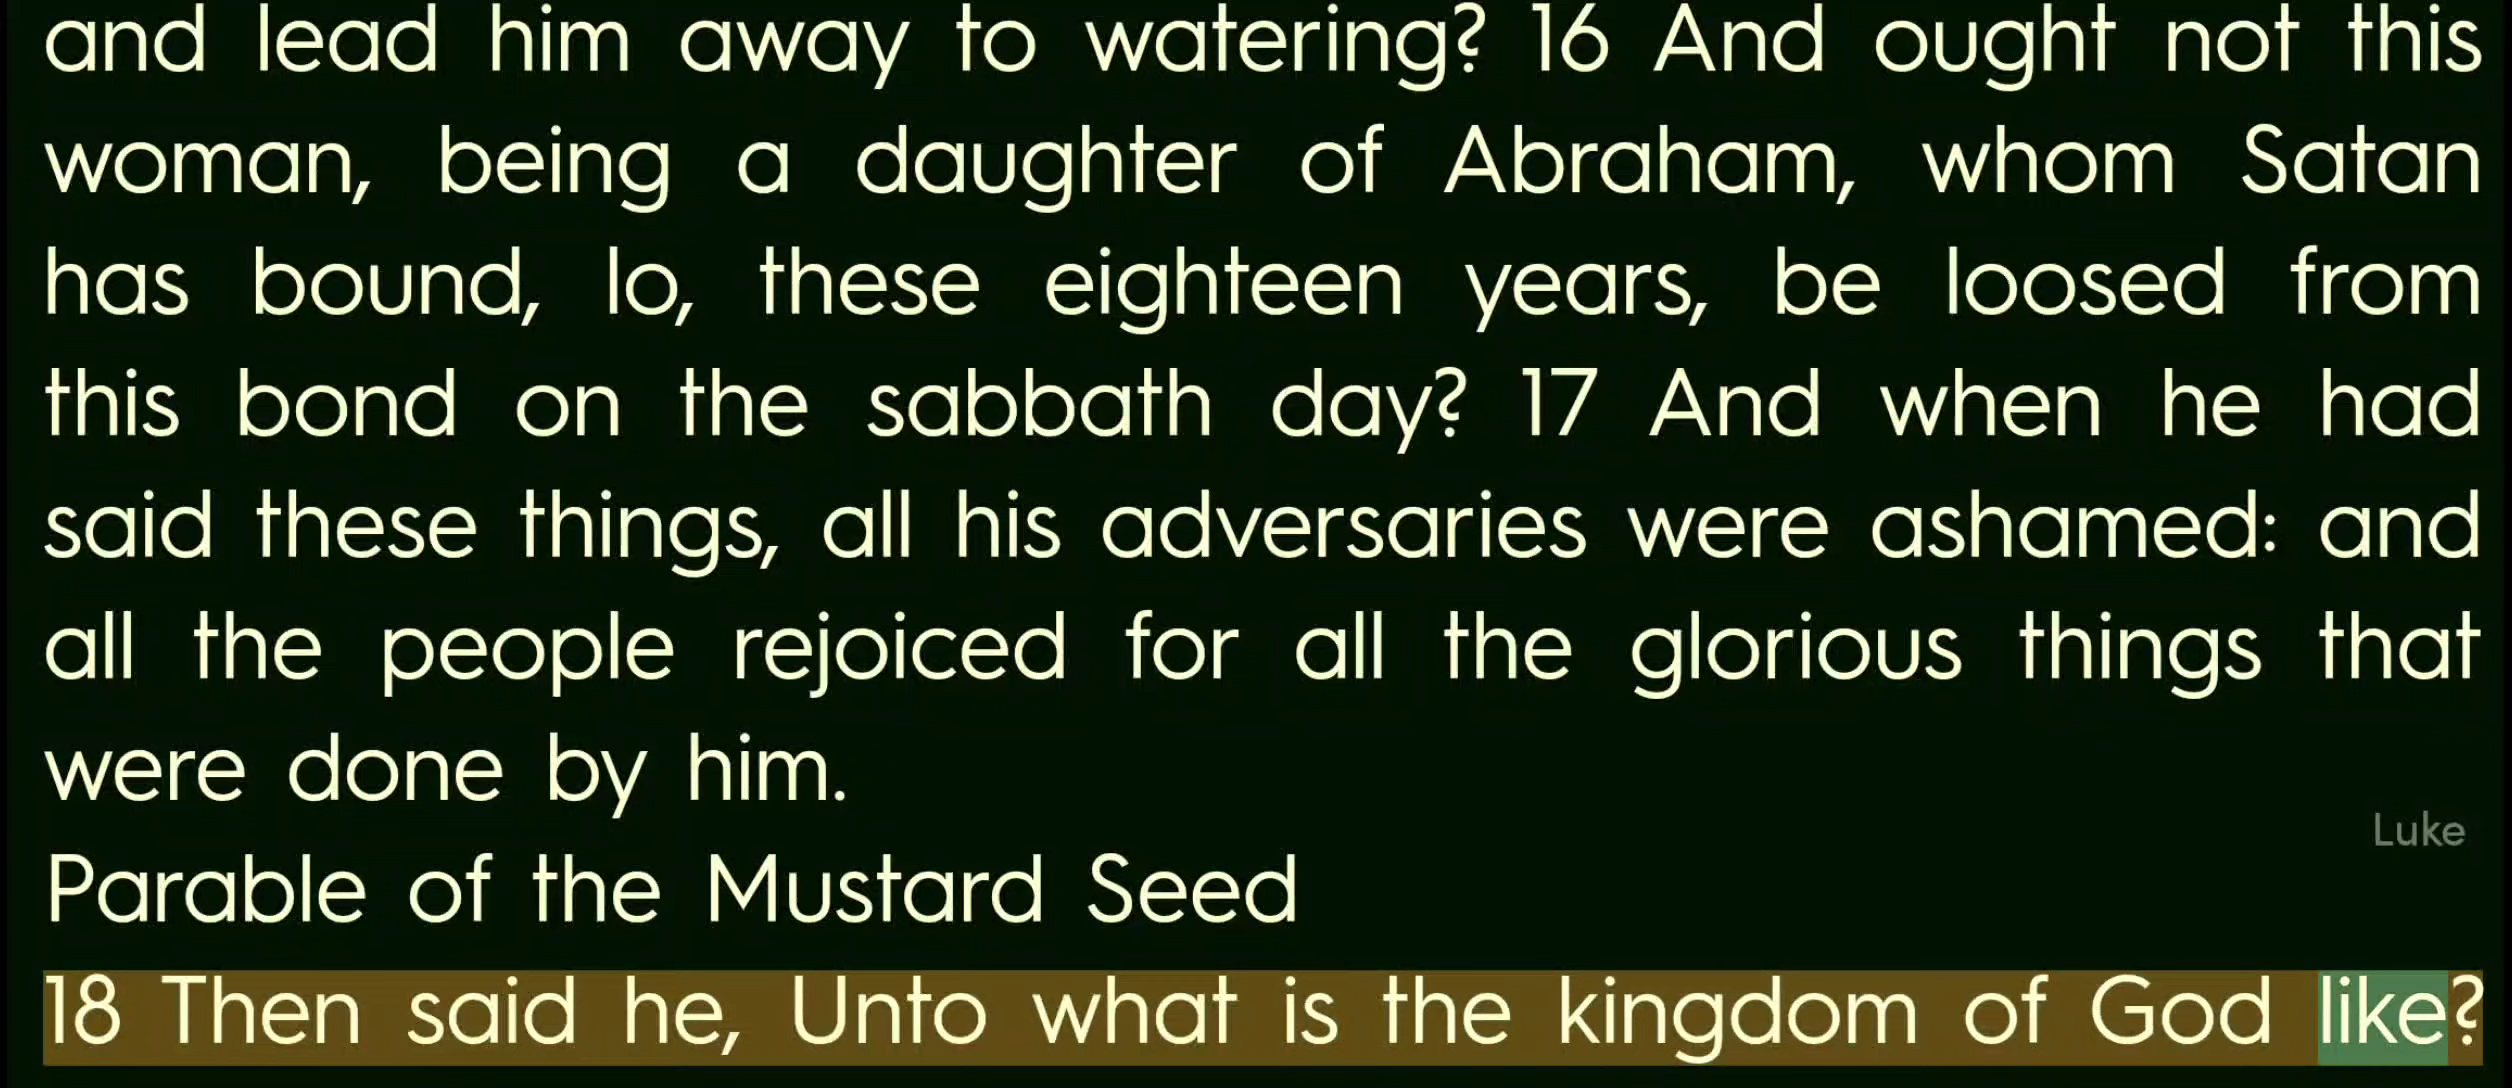 and lead him away to watering? 16 And ought not this
woman, being a daughter of Abraham, whom Satan
has bound, lo, these eighteen years, be loosed from
this bond on the sabbath day? 17 And when he had
said these things, all his adversaries were ashamed: and
all the people rejoiced for all the glorious things that
were done by him.
Luke
Parable of the Mustard Seed
18 Then said he, Unto what is the kingdom of God like?